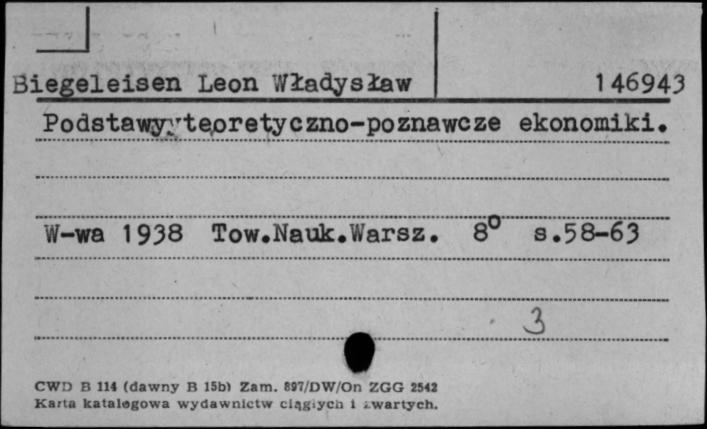 Biegeleisen Leon Władysław 146943
Podstawy teoretyczno-poznawcze ekonomiki.
W-wa 1938 Tow.Nauk.Warsz. 8° s.58-63
3
CWD B 114 (dawny B 15b) Zam. 897/DW/On ZGG 2542
Karta katalogowa wydawnictw ciągłych i zwartych.